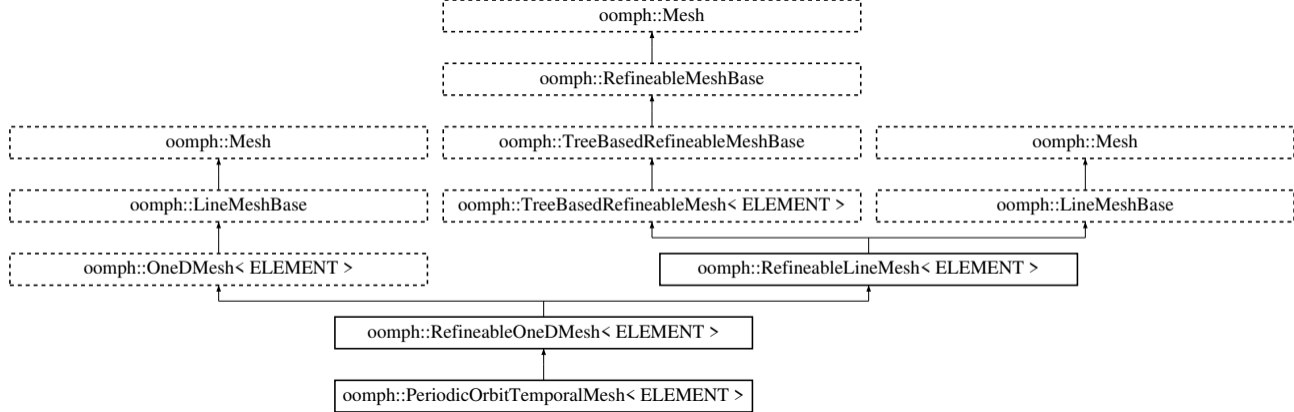 oomph::Mesh
oomph::RefineableMeshBase
oomph::Mesh
oomph::TreeBasedRefineableMeshBase
oomph::Mesh
oomph::LineMeshBase
oomph::TreeBasedRefineableMesh< ELEMENT >
oomph::LineMeshBase
oomph::OneDMesh< ELEMENT >
oomph::RefineableLineMesh< ELEMENT >
oomph::RefineableOneDMesh< ELEMENT >
oomph::PeriodicOrbitTemporalMesh< ELEMENT >